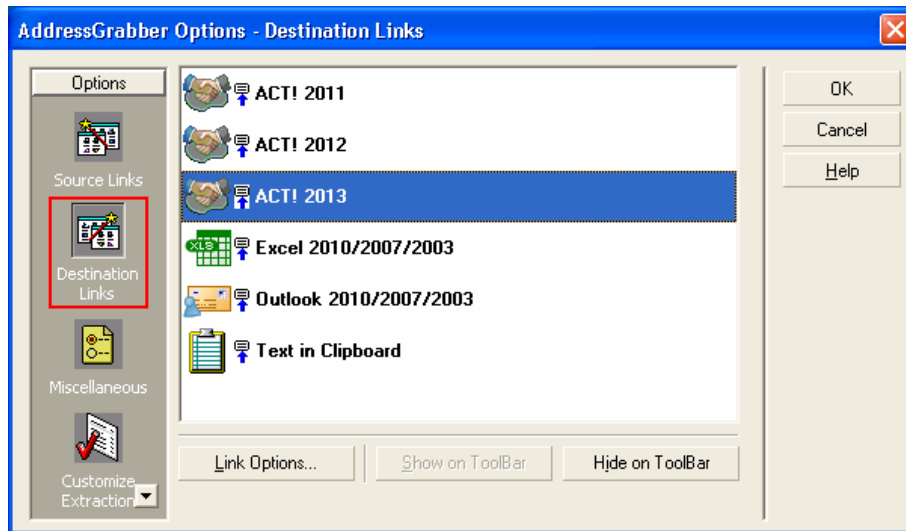 AddressGrabber Options - Destination Links
Options
Source Links
Destination
Links
Miscellaneous
Customize
Extraction
ACT! 2011
ACT! 2012
ACT! 2013
XLS
Excel 2010/2007/2003
Outlook 2010/2007/2003
Text in Clipboard
Link Options...
Show on ToolBar
Hide on ToolBar
OK
Cancel
Help